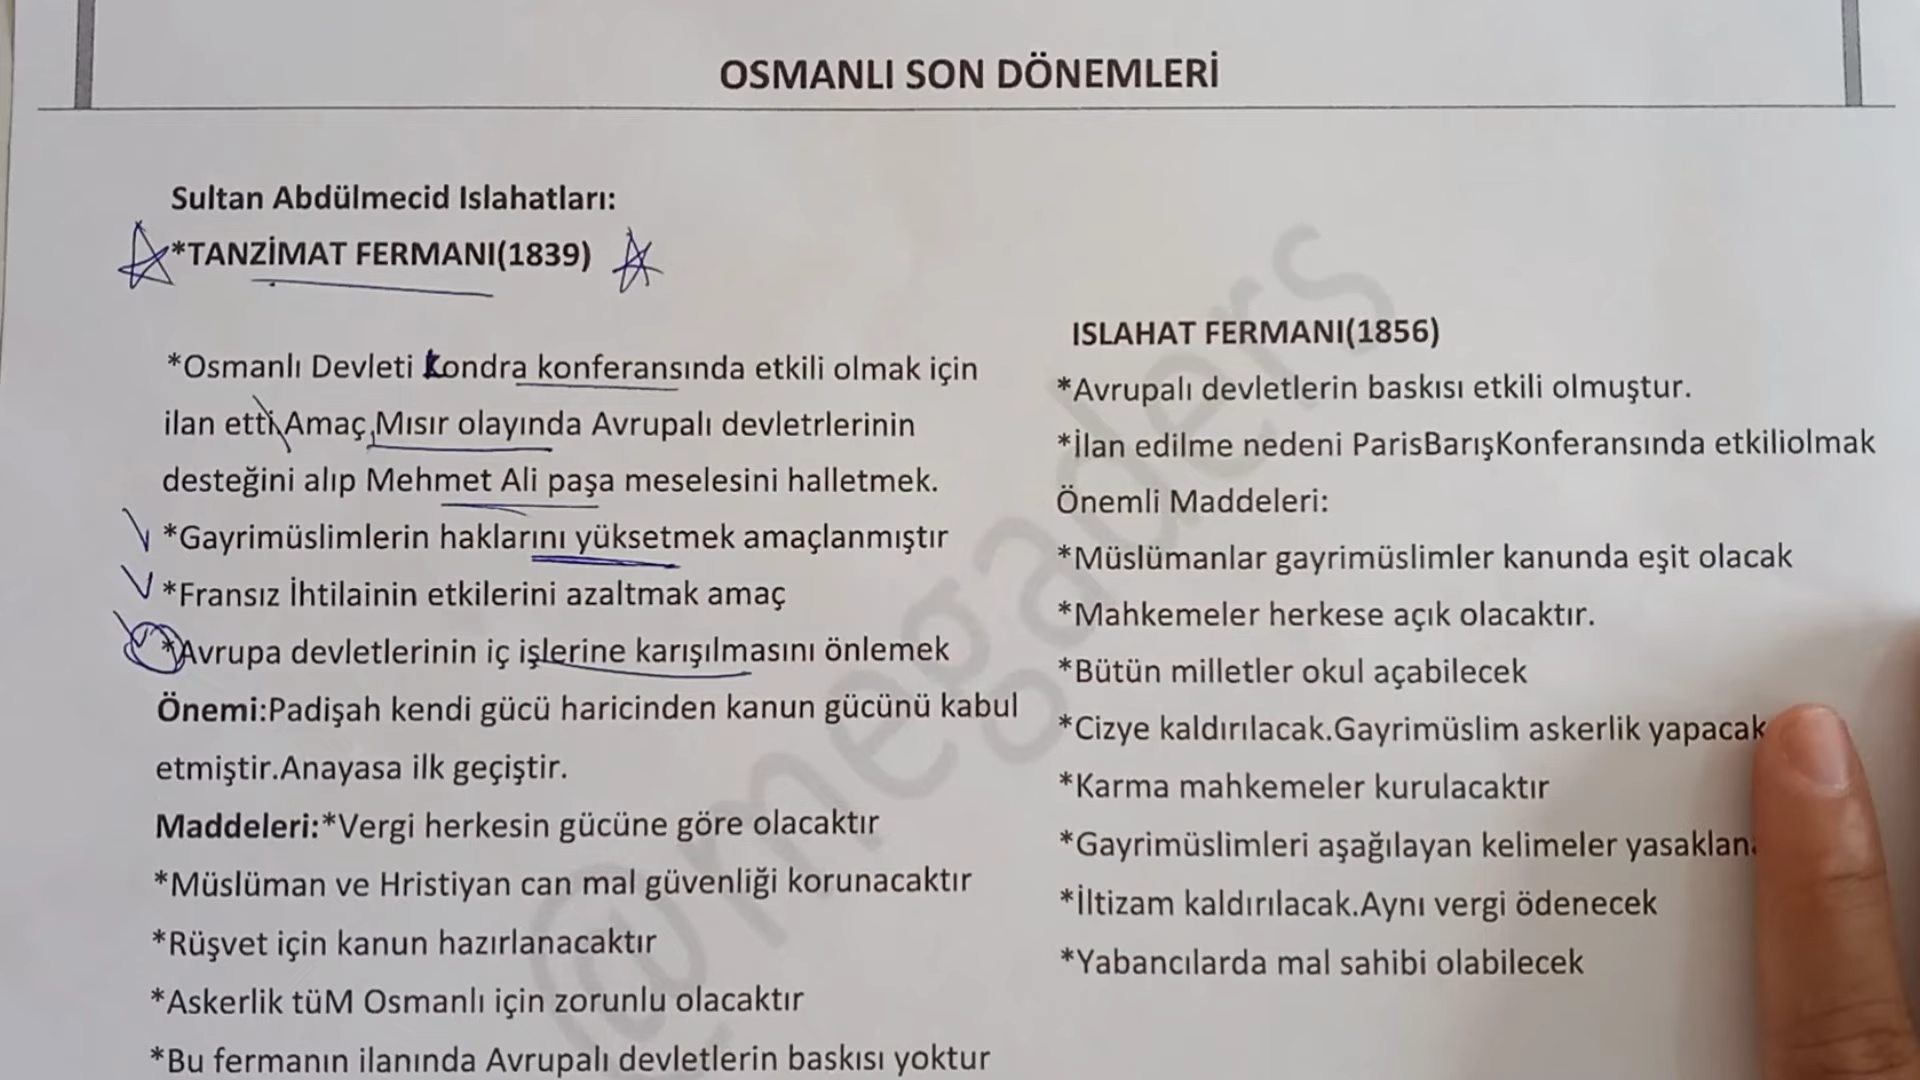 OSMANLI SON DÖNEMLERİ
Sultan Abdülmecid Islahatları:
*TANZİMAT FERMANI(1839)
*Osmanlı Devleti Londra konferansında etkili olmak için
ilan etti Amaç,Mısır olayında Avrupalı devletrlerinin
desteğini alıp Mehmet Ali paşa meselesini halletmek.
*Gayrimüslimlerin haklarını yüksetmek amaçlanmıştır
*Fransız İhtilainin etkilerini azaltmak amaç
*Avrupa devletlerinin iç işlerine karışılmasını önlemek
Önemi:Padişah kendi gücü haricinden kanun gücünü kabul
etmiştir.Anayasa ilk geçiştir.
Maddeleri:*Vergi herkesin gücüne göre olacaktır
*Müslüman ve Hristiyan can mal güvenliği korunacaktır
*Rüşvet için kanun hazırlanacaktır
*Askerlik tüM Osmanlı için zorunlu olacaktır
*Bu fermanın ilanında Avrupalı devletlerin baskısı yoktur
ISLAHAT FERMANI(1856)
*Avrupalı devletlerin baskısı etkili olmuştur.
*İlan edilme nedeni ParisBarışKonferansında etkiliolmak
Önemli Maddeleri:
*Müslümanlar gayrimüslimler kanunda eşit olacak
*Mahkemeler herkese açık olacaktır.
*Bütün milletler okul açabilecek
*Cizye kaldırılacak.Gayrimüslim askerlik yapacak
*Karma mahkemeler kurulacaktır
*Gayrimüslimleri aşağılayan kelimeler
*İltizam kaldırılacak.Aynı vergi ödenecek
*Yabancılarda mal sahibi olabilecek
@megaders